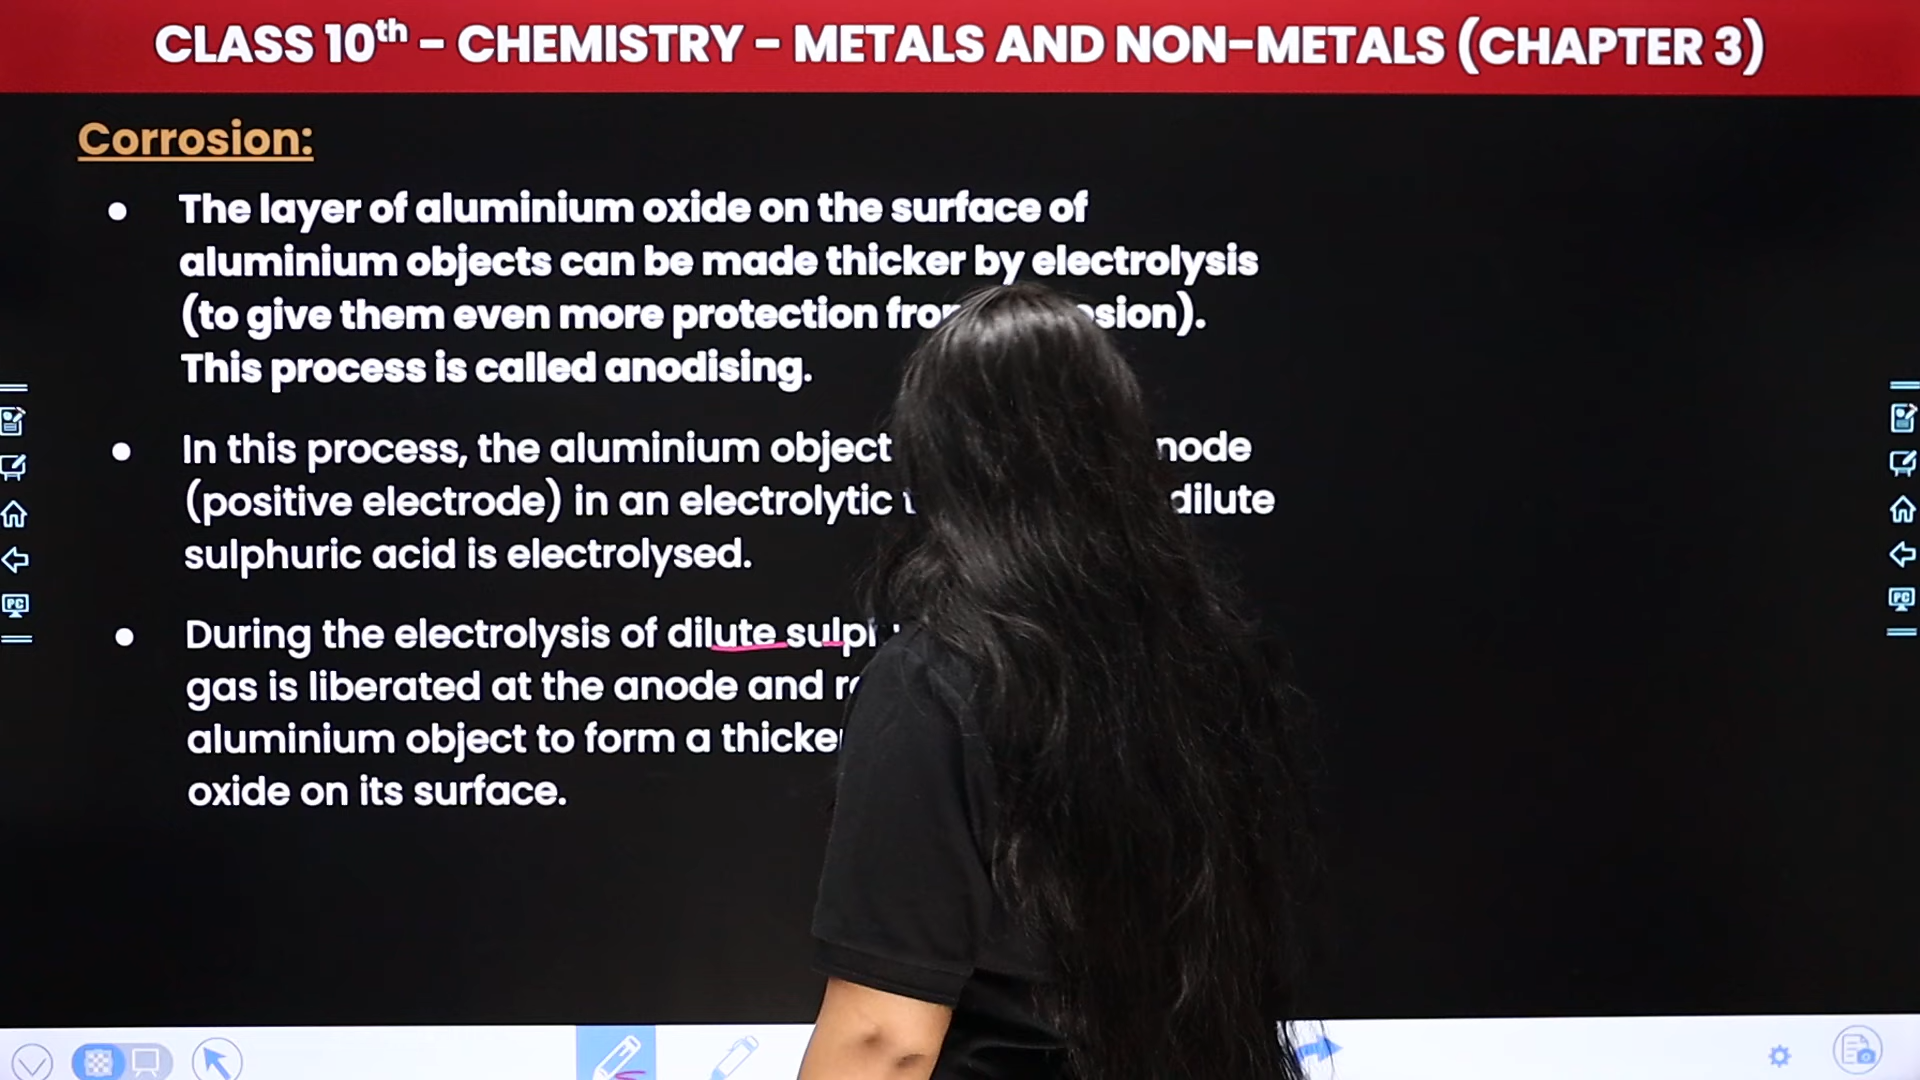 CLASS 10th - CHEMISTRY - METALS AND NON-METALS (CHAPTER 3)
Corrosion:
• The layer of aluminium oxide on the surface of
aluminium objects can be made thicker by electrolysis
(to give them even more protection sion).
This process is called anodising.
• In this process, the aluminium object node
(positive electrode) in an electrolytic dilute
sulphuric acid is electrolysed.
• During the electrolysis of dilute
gas is liberated at the anode and
aluminium object to form a
oxide on its surface.
PC
PC